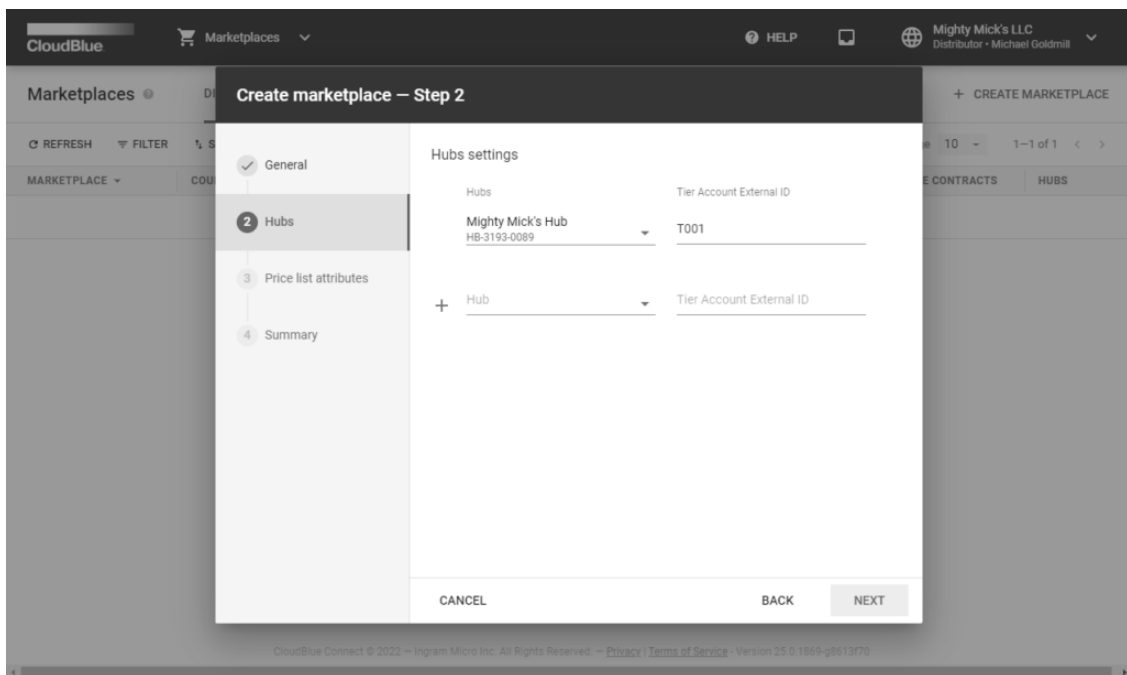 CloudBlue
Marketplaces
HELP
Mighty Mick's LLC
Distributor • Michael Goldmill
Marketplaces
DI
+ CREATE MARKETPLACE
REFRESH
FILTER
S
10
1—1 of 1
MARKETPLACE
COU
E CONTRACTS
HUBS
Create marketplace — Step 2
General
2 Hubs
3 Price list attributes
4 Summary
Hubs settings
Hubs
Tier Account External ID
Mighty Mick's Hub
HB-3193-0089
T001
+ Hub
Tier Account External ID
CANCEL
BACK
NEXT
CloudBlue Connect © 2022 — Ingram Micro Inc. All Rights Reserved. — Privacy | Terms of Service - Version 25.0.1869-g8613f70